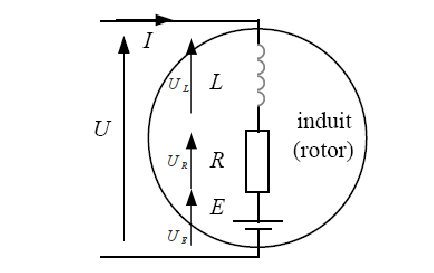 I
U_L L
U
induit
(rotor)
U_R R
E
U_E